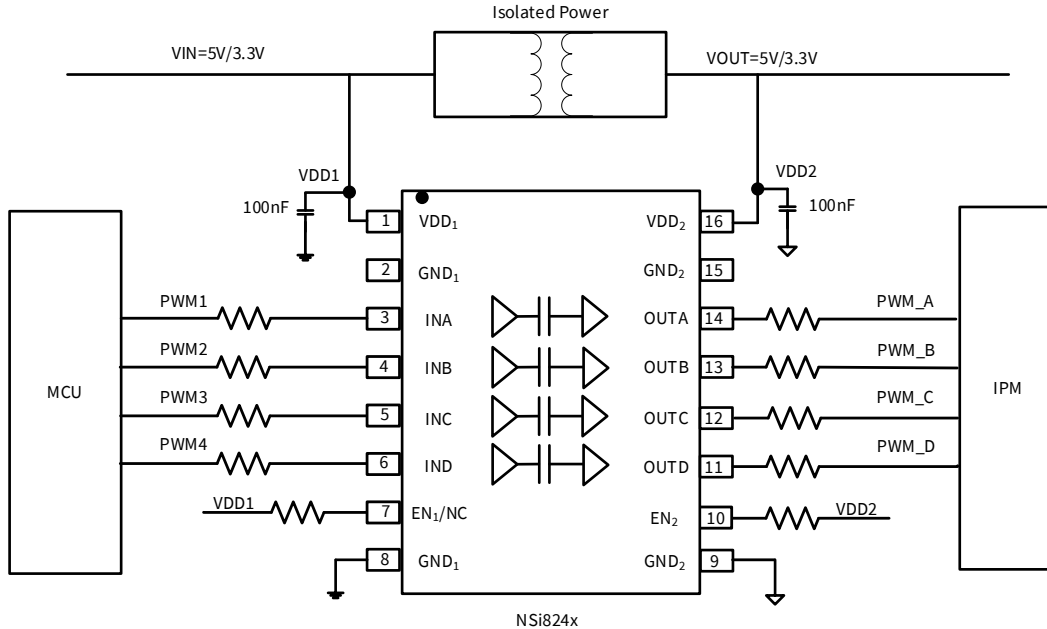 Isolated Power
VIN=5V/3.3V
VOUT=5V/3.3V
VDD1
VDD2
100nF
100nF
1
VDD₁
VDD₂
16
2
GND₁
GND₂
15
PWM1
3
INA
OUTA
14
PWM_A
PWM2
4
INB
OUTB
13
PWM_B
MCU
IPM
PWM3
5
INC
OUTC
12
PWM_C
PWM4
6
IND
OUTD
11
PWM_D
VDD1
7
EN₁/NC
EN₂
10
VDD2
8
GND₁
GND₂
9
NSi824x